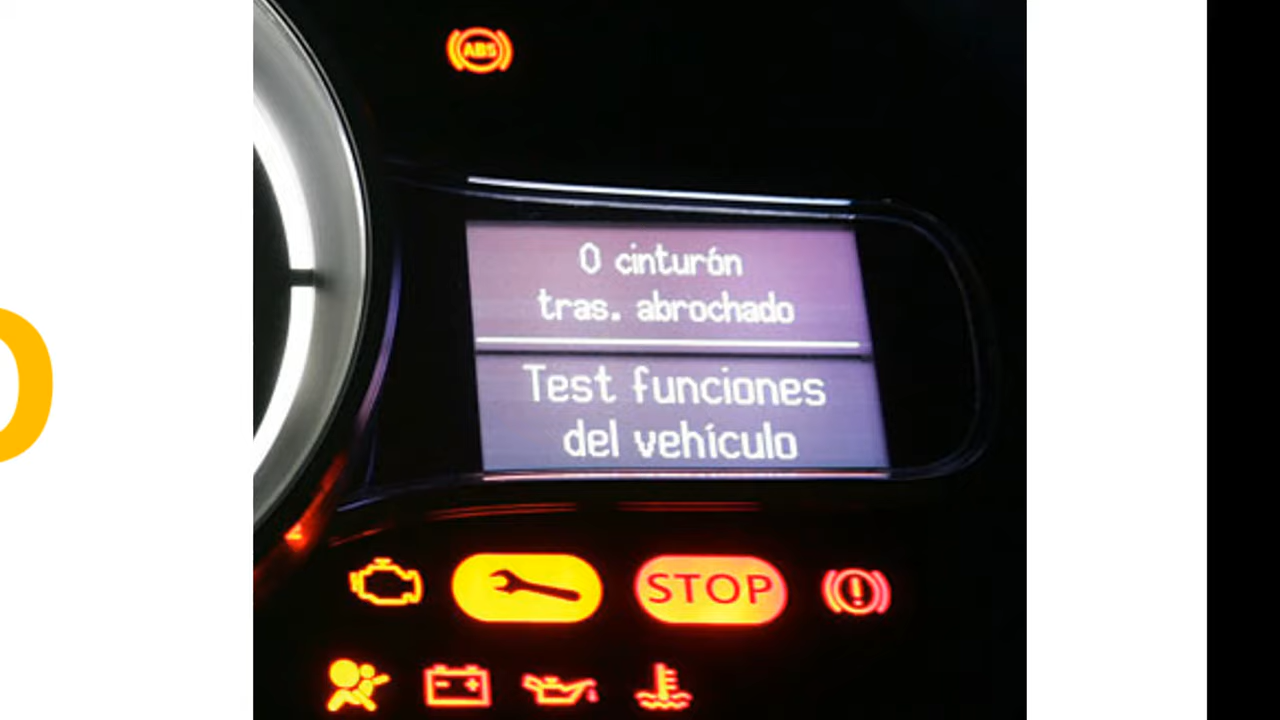 ABS
0 cinturón
tras. abrochado
Test funciones
del vehículo
STOP